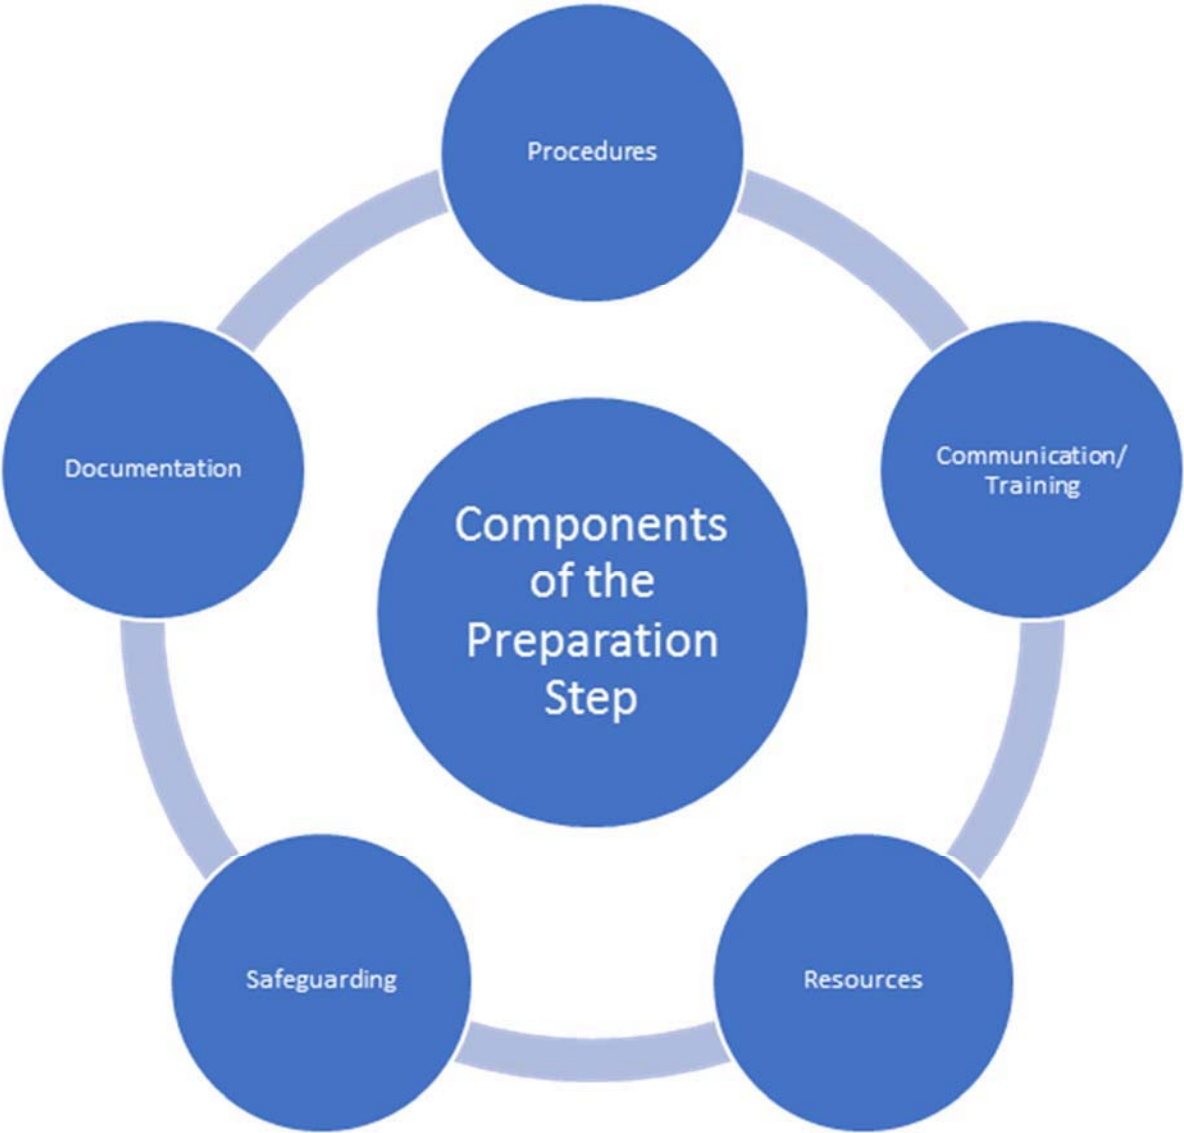 Procedures
Communication/
Training
Documentation
Components
of the
Preparation
Step
Safeguarding
Resources